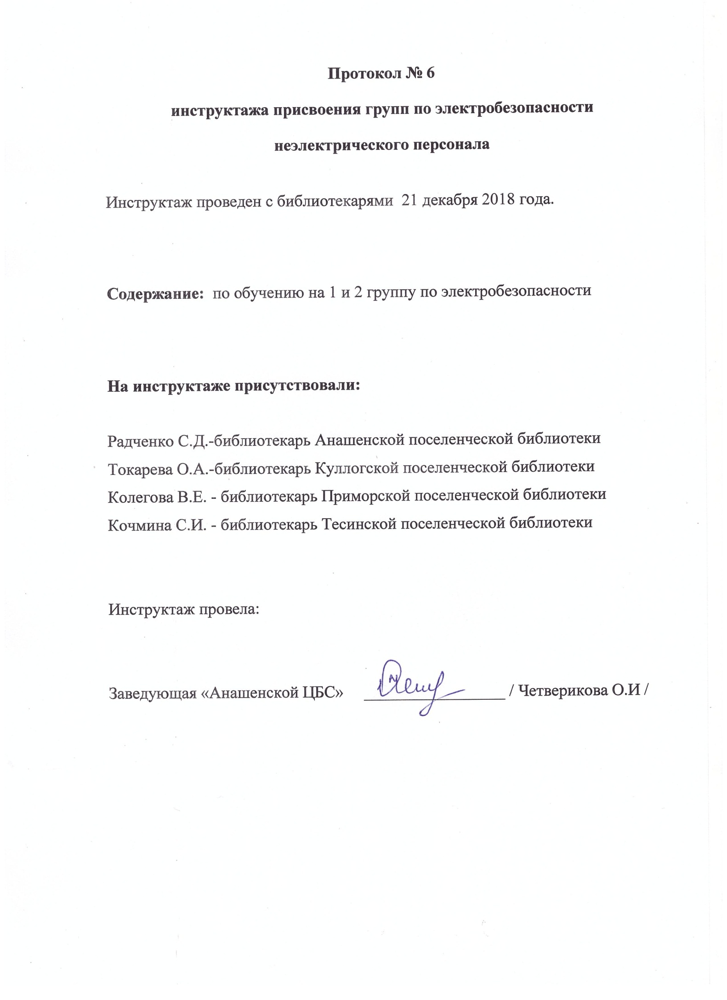 Протокол № 6
инструктажа присвоения групп по электробезопасности
неэлектрического персонала
Инструктаж проведен с библиотекарями 21 декабря 2018 года.
Содержание: по обучению на 1 и 2 группу по электробезопасности
На инструктаже присутствовали:
Радченко С.Д.-библиотекарь Анашенской поселенческой библиотеки
Токарева О.А.-библиотекарь Куллогской поселенческой библиотеки
Колегова В.Е. - библиотекарь Приморской поселенческой библиотеки
Кочмина С.И. - библиотекарь Тесинской поселенческой библиотеки
Инструктаж провела:
Заведующая «Анашенской ЦБС» / Четверикова О.И /